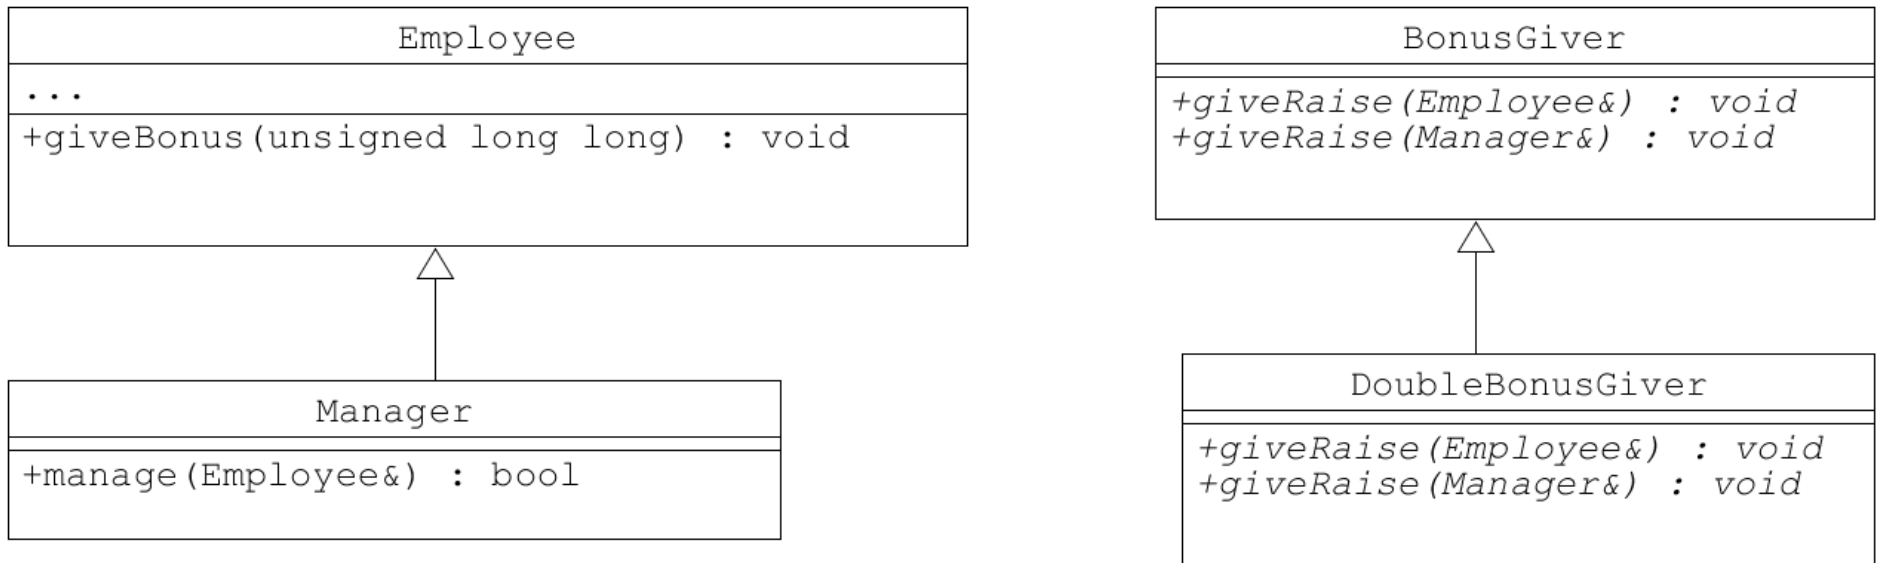 Employee
...
+giveBonus(unsigned long long) : void
Manager
+manage(Employee&) : bool
BonusGiver
+giveRaise(Employee&) : void
+giveRaise(Manager&) : void
DoubleBonusGiver
+giveRaise(Employee&) : void
+giveRaise(Manager&) : void